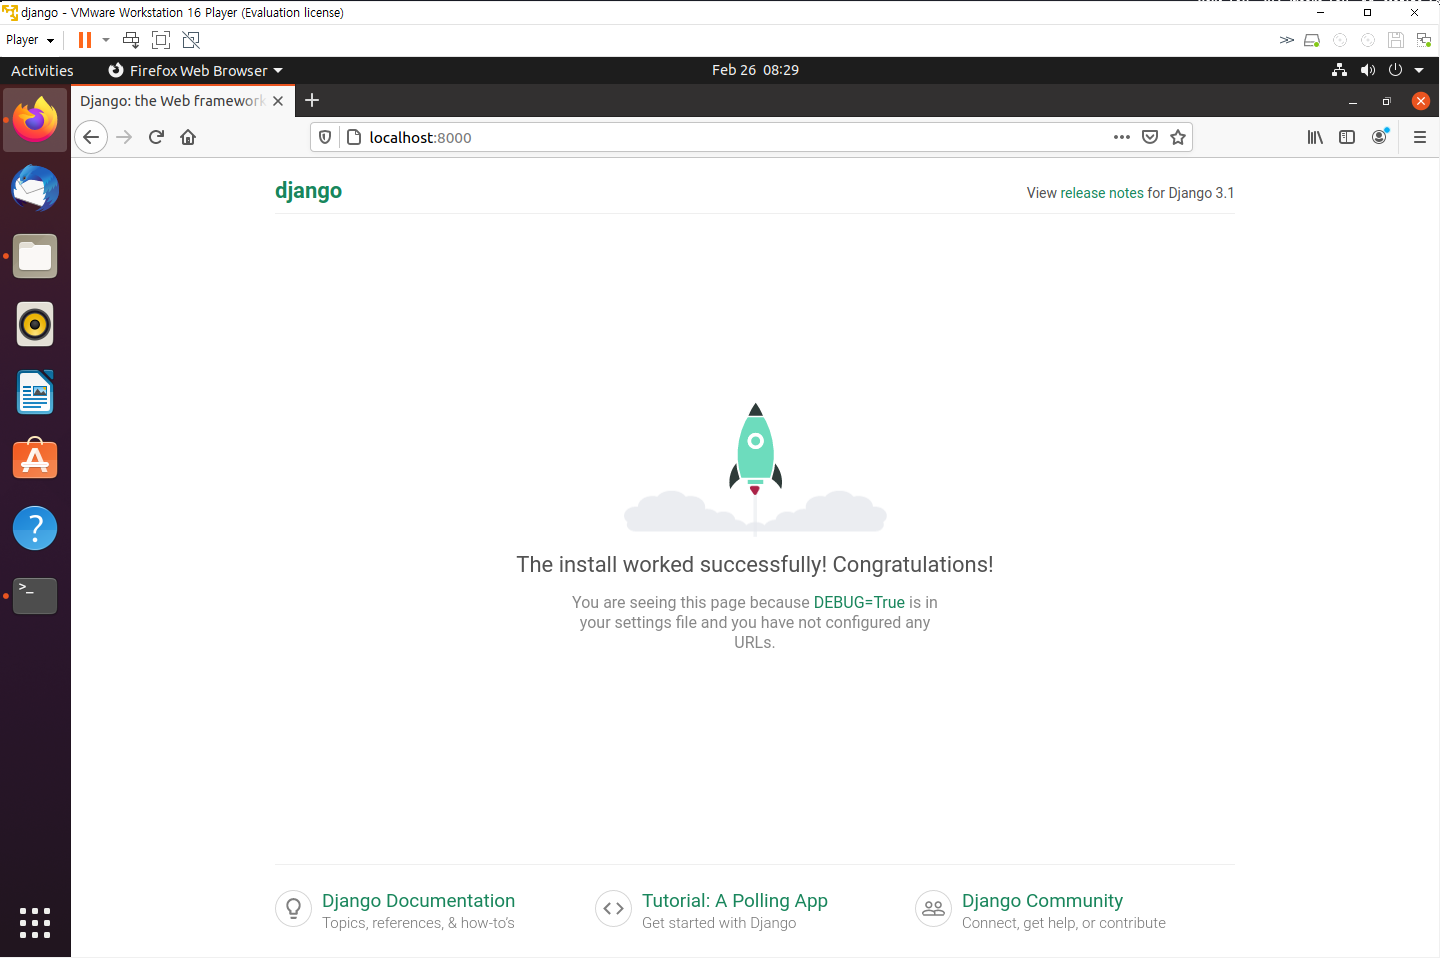 django - VMware Workstation 16 Player (Evaluation license)
Player
Activities
Firefox Web Browser
Feb 26 08:29
Django: the Web framework
localhost:8000
django
View release notes for Django 3.1
The install worked successfully! Congratulations!
You are seeing this page because DEBUG=True is in
your settings file and you have not configured any
URLs.
Django Documentation
Topics, references, & how-to's
Tutorial: A Polling App
Get started with Django
Django Community
Connect, get help, or contribute